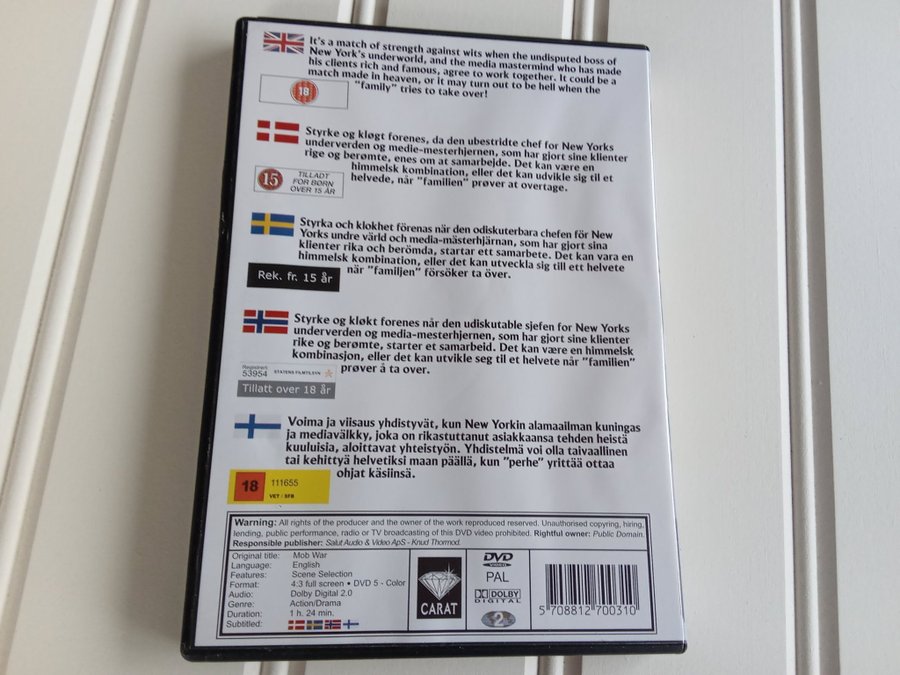 It's a match of strength against wits when the undisputed boss of
New York's underworld, and the media mastermind who has made
his clients rich and famous, agree to work together. It could be a
match made in heaven, or it may turn out to be hell when the
"family" tries to take over!
18
Styrke og kløgt forenes, da den ubestridte chef for New Yorks
underverden og medie-mesterhjernen, som har gjort sine klienter
rige og berømte, enes om at samarbejde. Det kan være en
himmelsk kombination, eller det kan udvikle sig til et
helvede, når "familien" prøver at overtage.
15
TILLADT
FOR BØRN
OVER 15 ÅR
Styrka och klokhet förenas när den odiskuterbara chefen för New
Yorks undre värld och media-mästerhjärnan, som har gjort sina
klienter rika och berömda, startar ett samarbete. Det kan vara en
himmelsk kombination, eller det kan utveckla sig till ett helvete
när "familjen" försöker ta över.
Rek. fr. 15 år
Styrke og kløkt forenes når den udiskutable sjefen for New Yorks
underverden og media-mesterhjernen, som har gjort sine klienter
rike og berømte, starter et samarbeid. Det kan være en himmelsk
kombinasjon, eller det kan utvikle seg til et helvete når "familien"
prøver å ta over.
Registrert
53954
STATENS FILMTILSYN
Tillatt over 18 år
Voima ja viisaus yhdistyvät, kun New Yorkin alamaailman kuningas
ja mediavälkky, joka on rikastuttanut asiakkaansa tehden heistä
kuuluisia, aloittavat yhteistyön. Yhdistelmä voi olla taivaallinen
tai kehittyä helvetiksi maan päällä, kun "perhe" yrittää ottaa
ohjat käsiinsä.
18
111655
VET / SFB
Warning: All rights of the producer and the owner of the work reproduced reserved. Unauthorised copying, hiring,
lending, public performance, radio or TV broadcasting of this DVD video prohibited. Rightful owner: Public Domain.
Responsible publisher: Salut Audio & Video ApS - Knud Thormod.
Original title: Mob War
Language: English
Features: Scene Selection
Format: 4:3 full screen • DVD 5 - Color
Audio: Dolby Digital 2.0
Genre: Action/Drama
Duration: 1 h. 24 min.
Subtitled:
CARAT
DVD
VIDEO
PAL
DOLBY
DIGITAL
2
5 708812 700310